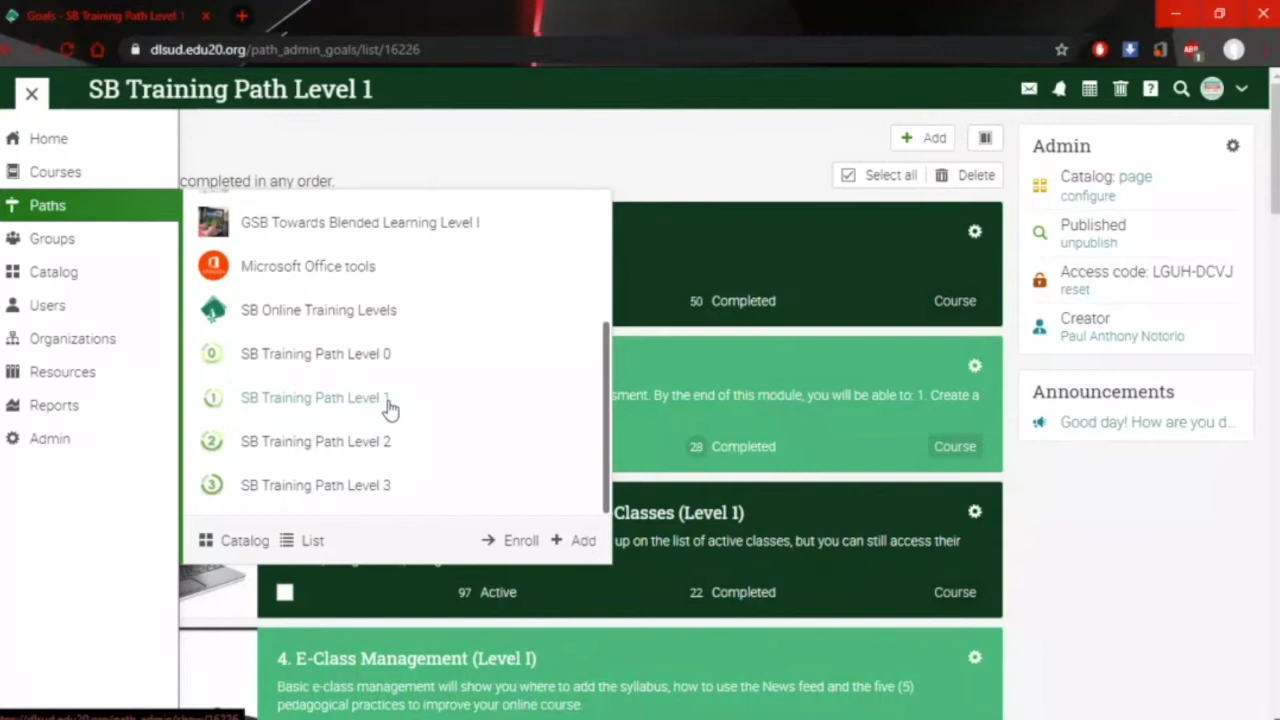 Goals - SB Training Path Level 1
dlsud.edu20.org/path_admin_goals/list/16226
SB Training Path Level 1
Home
Courses
Paths
Groups
Catalog
Users
Organizations
Resources
Reports
Admin
completed in any order.
Add
Select all
Delete
GSB Towards Blended Learning Level I
Microsoft Office tools
SB Online Training Levels
0 SB Training Path Level 0
1 SB Training Path Level 1
2 SB Training Path Level 2
3 SB Training Path Level 3
Catalog List Enroll Add
50 Completed Course
sment. By the end of this module, you will be able to: 1. Create a
28 Completed Course
Classes (Level 1)
up on the list of active classes, but you can still access their
97 Active 22 Completed Course
4. E-Class Management (Level I)
Basic e-class management will show you where to add the syllabus, how to use the News feed and the five (5)
pedagogical practices to improve your online course.
Admin
Catalog: page
configure
Published
unpublish
Access code: LGUH-DCVJ
reset
Creator
Paul Anthony Notorio
Announcements
Good day! How are you d...
ABP
1